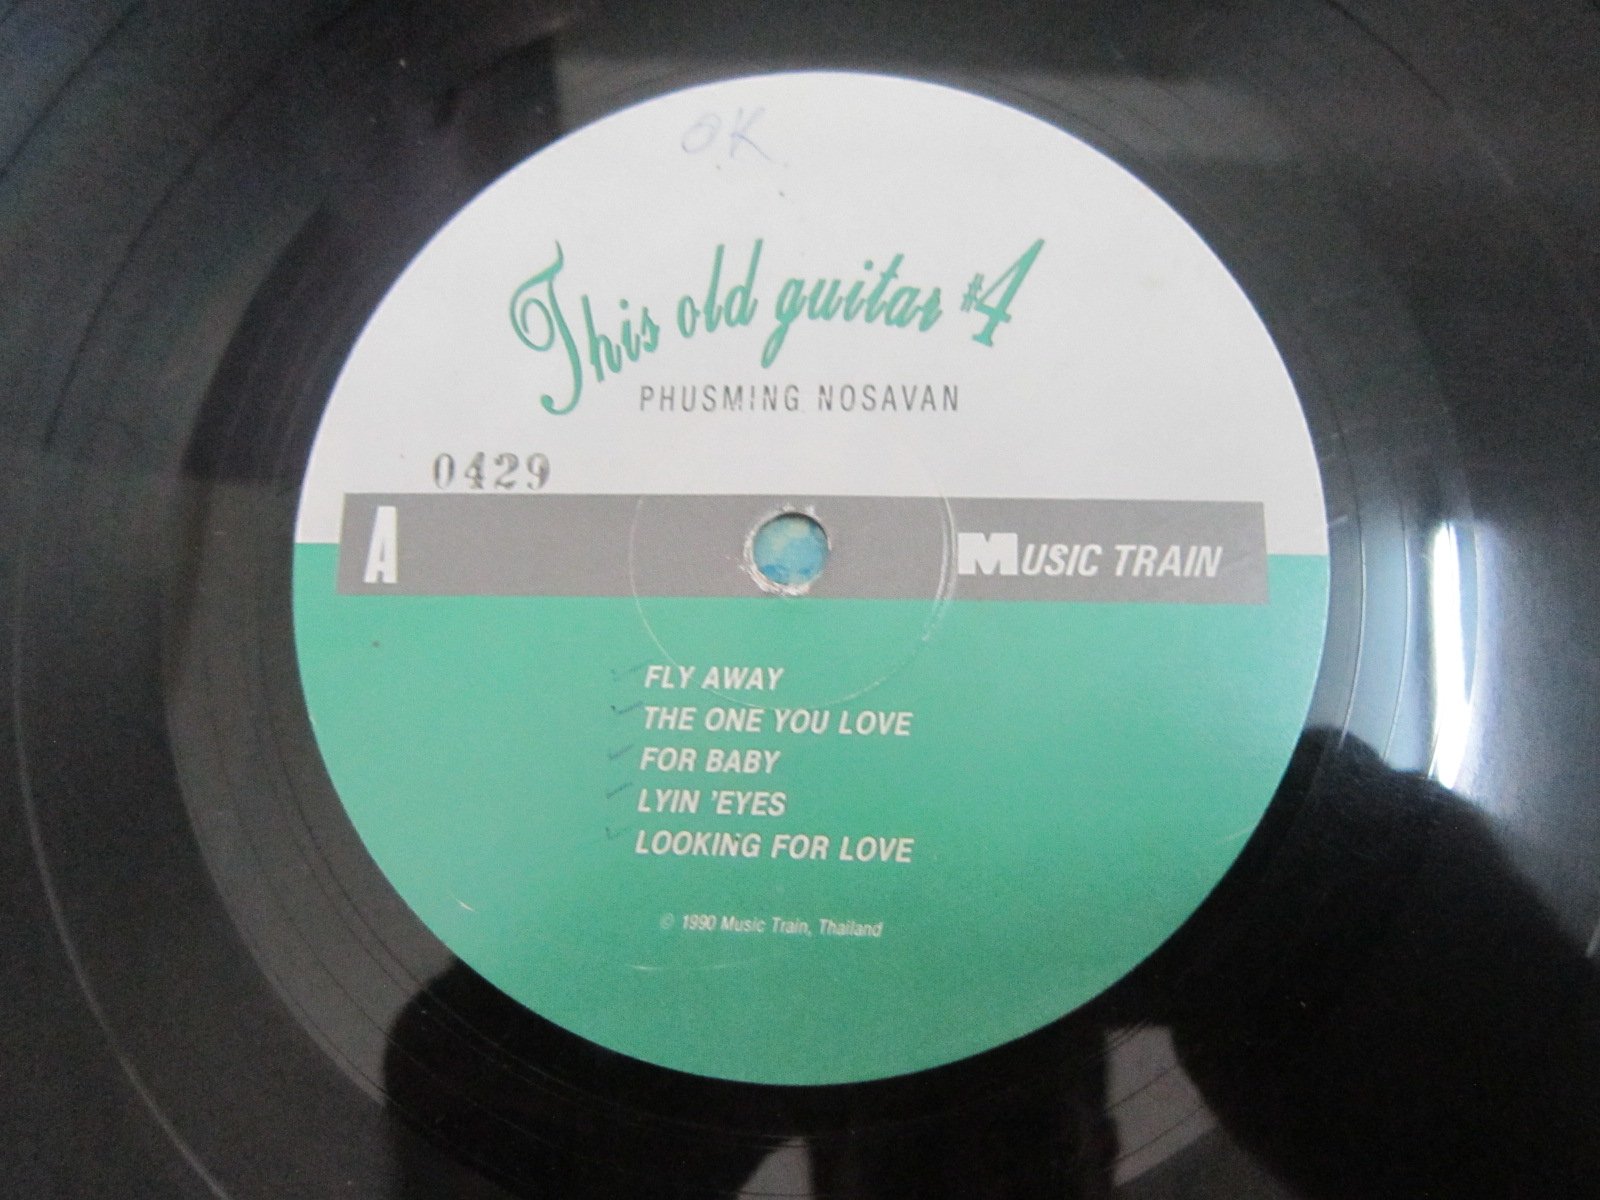 O.K.
This old guitar #4
PHUSMING NOSAVAN
0429
A
MUSIC TRAIN
FLY AWAY
THE ONE YOU LOVE
FOR BABY
LYIN 'EYES
LOOKING FOR LOVE
© 1990 Music Train, Thailand